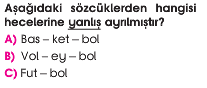 Aşağıdaki sözcüklerden hangisi
hecelerine yanlış ayrılmıştır?
A) Bas – ket – bol
B) Vol – ey – bol
C) Fut – bol